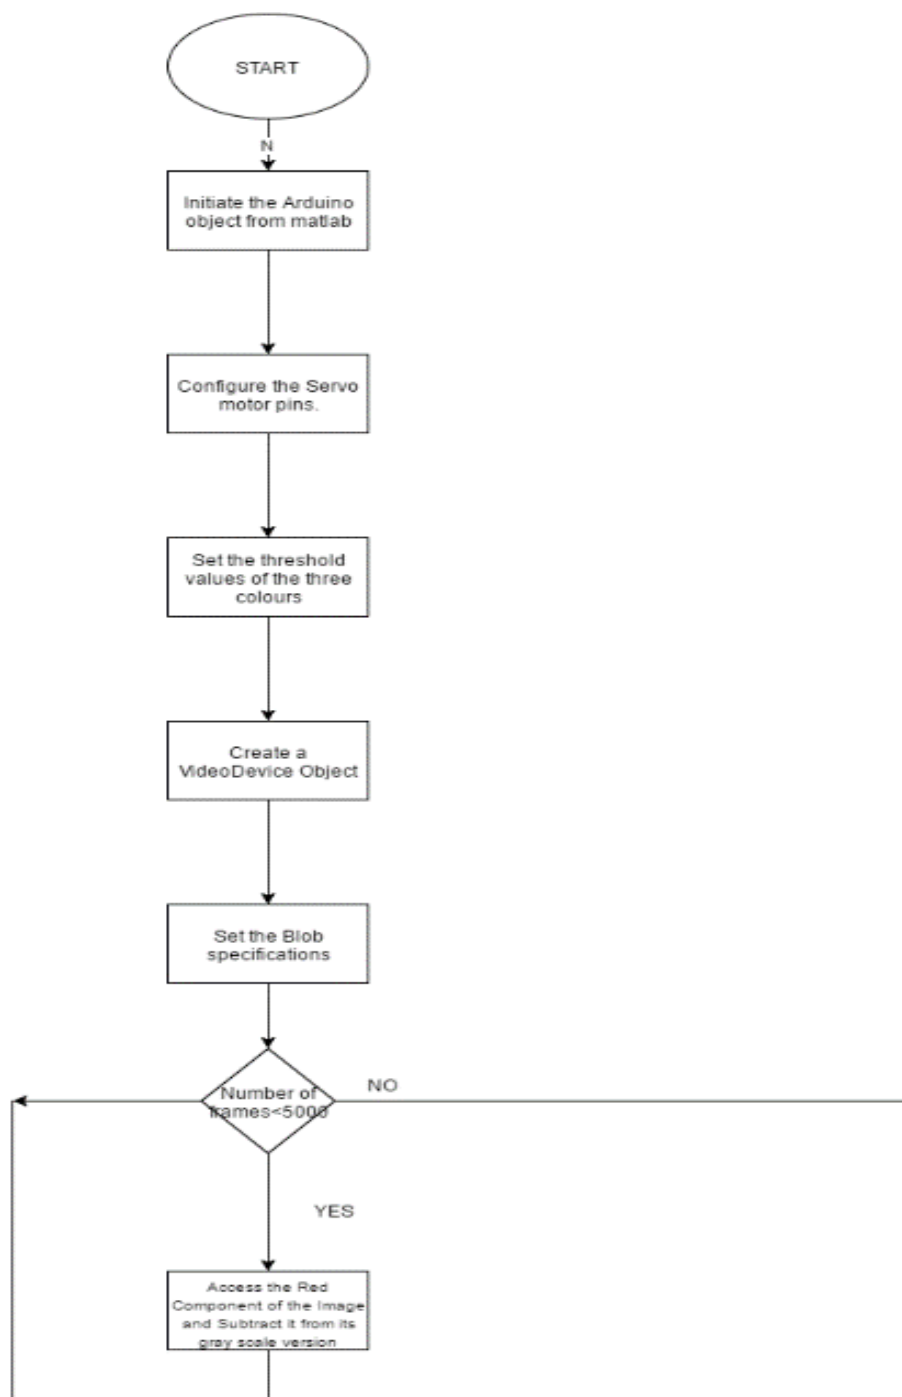 START
N
Initiate the Arduino
object from matlab
Configure the Servo
motor pins.
Set the threshold
values of the three
colours
Create a
VideoDevice Object
Set the Blob
specifications
Number of
frames<5000
NO
YES
Access the Red
Component of the Image
and Subtract it from its
gray scale version